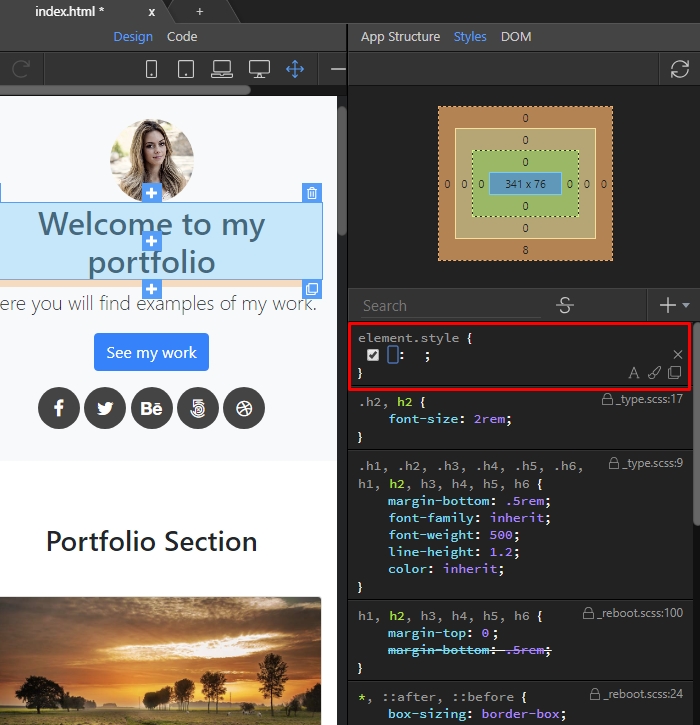 index.html * x +
Design Code
App Structure Styles DOM
0
0
0 0 0 341 x 76 0 0 0
0
0
8
Welcome to my
portfolio
ere you will find examples of my work.
See my work
Bē
5
Portfolio Section
Search S
element.style {
: ;
}
A
.h2, h2 {
_type.scss:17
font-size: 2rem;
}
.h1, .h2, .h3, .h4, .h5, .h6,
_type.scss:9
h1, h2, h3, h4, h5, h6 {
margin-bottom: .5rem;
font-family: inherit;
font-weight: 500;
line-height: 1.2;
color: inherit;
}
h1, h2, h3, h4, h5, h6 {
_reboot.scss:100
margin-top: 0;
margin-bottom: .5rem;
}
*, ::after, ::before {
_reboot.scss:24
box-sizing: border-box;